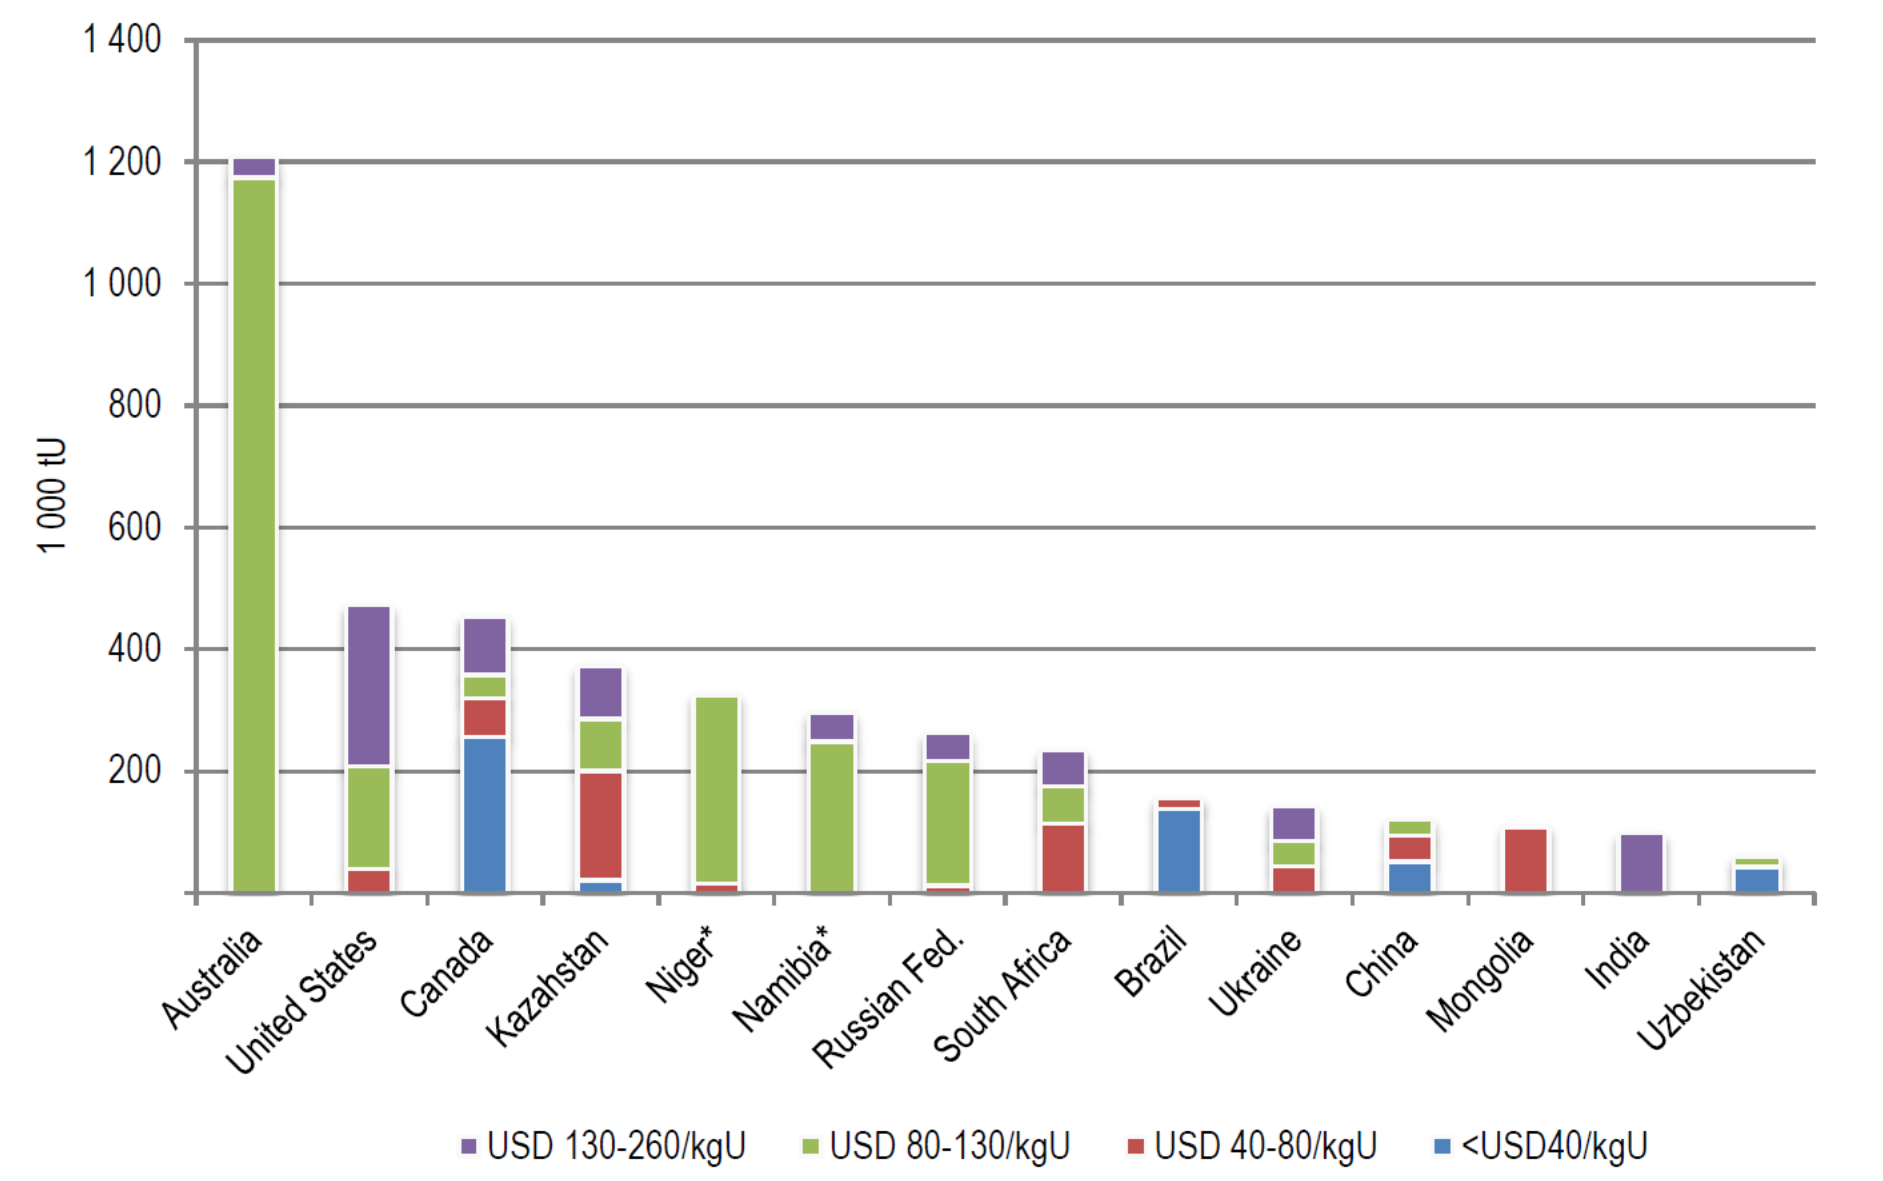 1 400
1 200
1 000
800
600
400
200
1 000 tU
Australia
United States
Canada
Kazahstan
Niger*
Namibia*
Russian Fed.
South Africa
Brazil
Ukraine
China
Mongolia
India
Uzbekistan
USD 130-260/kgU USD 80-130/kgU USD 40-80/kgU <USD40/kgU